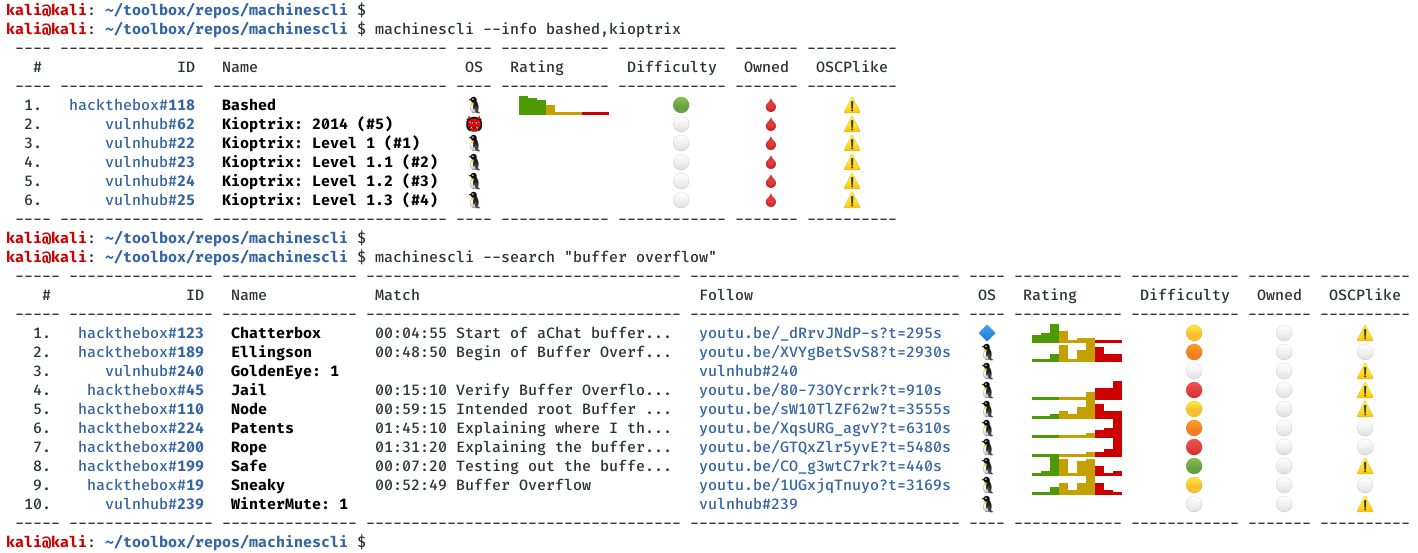 kali@kali: ~/toolbox/repos/machinescli $
kali@kali: ~/toolbox/repos/machinescli $ machinescli --info bashed,kioptrix
# ID Name OS Rating Difficulty Owned OSCPlike
1. hackthebox#118 Bashed
2. vulnhub#62 Kioptrix: 2014 (#5)
3. vulnhub#22 Kioptrix: Level 1 (#1)
4. vulnhub#23 Kioptrix: Level 1.1 (#2)
5. vulnhub#24 Kioptrix: Level 1.2 (#3)
6. vulnhub#25 Kioptrix: Level 1.3 (#4)
kali@kali: ~/toolbox/repos/machinescli $
kali@kali: ~/toolbox/repos/machinescli $ machinescli --search "buffer overflow"
# ID Name Match Follow OS Rating Difficulty Owned OSCPlike
1. hackthebox#123 Chatterbox 00:04:55 Start of aChat buffer... youtu.be/_dRrvJNdP-s?t=295s
2. hackthebox#189 Ellingson 00:48:50 Begin of Buffer Overf... youtu.be/XVYgBetSvS8?t=2930s
3. vulnhub#240 GoldenEye: 1 vulnhub#240
4. hackthebox#45 Jail 00:15:10 Verify Buffer Overflo... youtu.be/80-73OYcrrk?t=910s
5. hackthebox#110 Node 00:59:15 Intended root Buffer ... youtu.be/sW10TlZF62w?t=3555s
6. hackthebox#224 Patents 01:45:10 Explaining where I th... youtu.be/XqsURG_agvY?t=6310s
7. hackthebox#200 Rope 01:31:20 Explaining the buffer... youtu.be/GTQxZlr5yvE?t=5480s
8. hackthebox#199 Safe 00:07:20 Testing out the buffe... youtu.be/CO_g3wtC7rk?t=440s
9. hackthebox#19 Sneaky 00:52:49 Buffer Overflow youtu.be/1UGxjqTnuyo?t=3169s
10. vulnhub#239 WinterMute: 1 vulnhub#239
kali@kali: ~/toolbox/repos/machinescli $